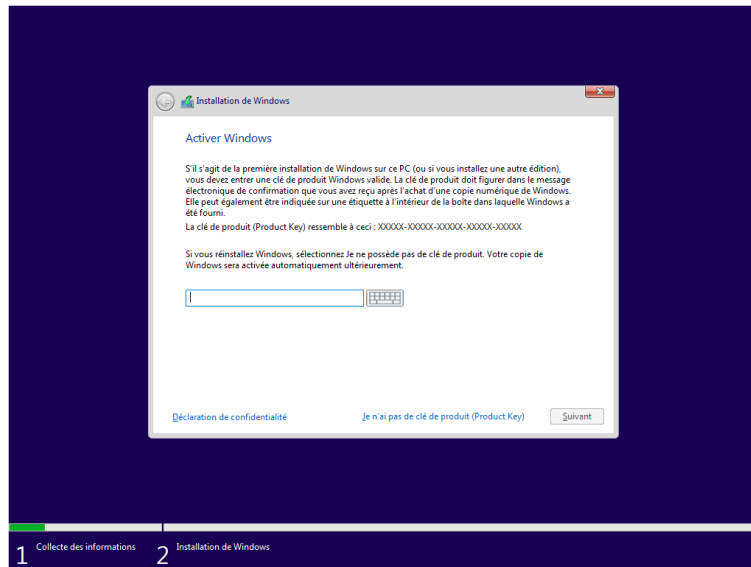 Installation de Windows
Activer Windows
S'il s'agit de la première installation de Windows sur ce PC (ou si vous installez une autre édition),
vous devez entrer une clé de produit Windows valide. La clé de produit doit figurer dans le message
électronique de confirmation que vous avez reçu après l'achat d'une copie numérique de Windows.
Elle peut également être indiquée sur une étiquette à l'intérieur de la boîte dans laquelle Windows a
été fourni.
La clé de produit (Product Key) ressemble à ceci : XXXXX-XXXXX-XXXXX-XXXXX-XXXXX
Si vous réinstallez Windows, sélectionnez Je ne possède pas de clé de produit. Votre copie de
Windows sera activée automatiquement ultérieurement.
Déclaration de confidentialité
Je n'ai pas de clé de produit (Product Key)
Suivant
1 Collecte des informations
2 Installation de Windows